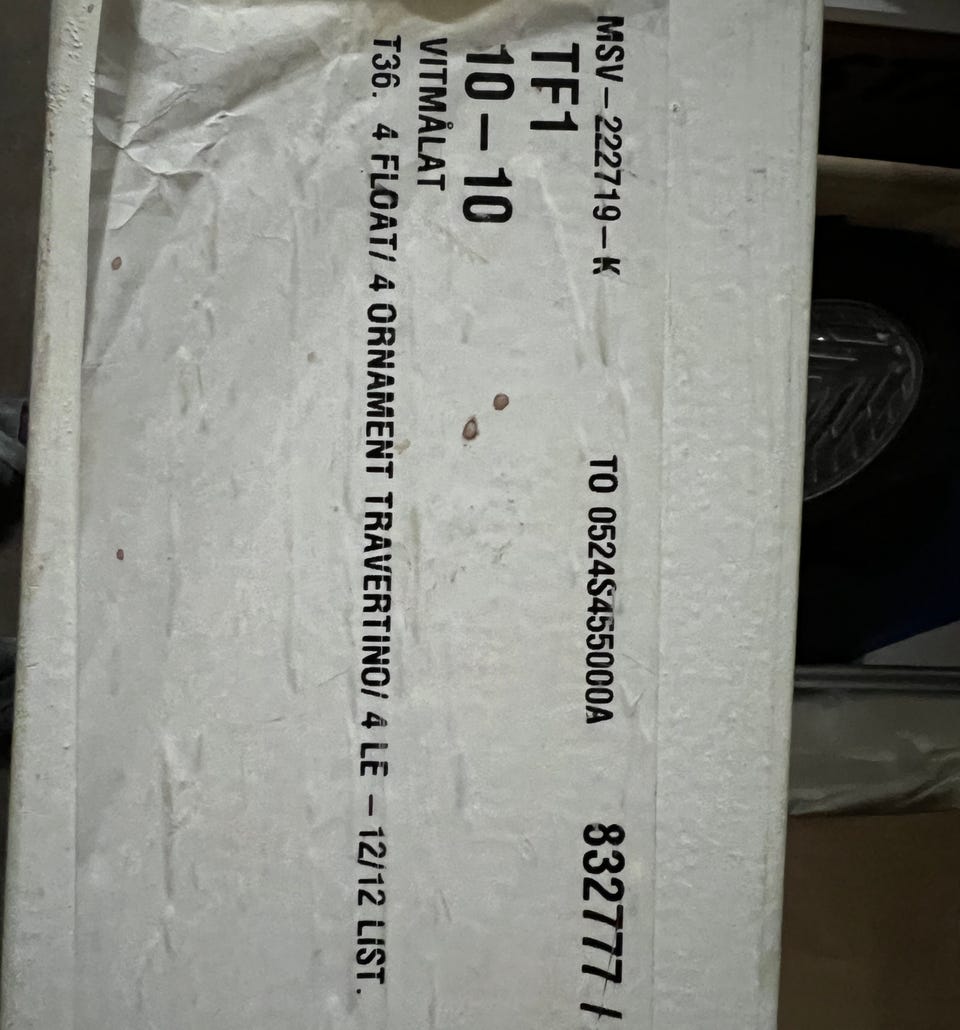 MSV-222719-K TO 0524S455000A 832777 /
TF1
10-10
VITMÅLAT
T36. 4 FLOAT/ 4 ORNAMENT TRAVERTINO/ 4 LE - 12/12 LIST.